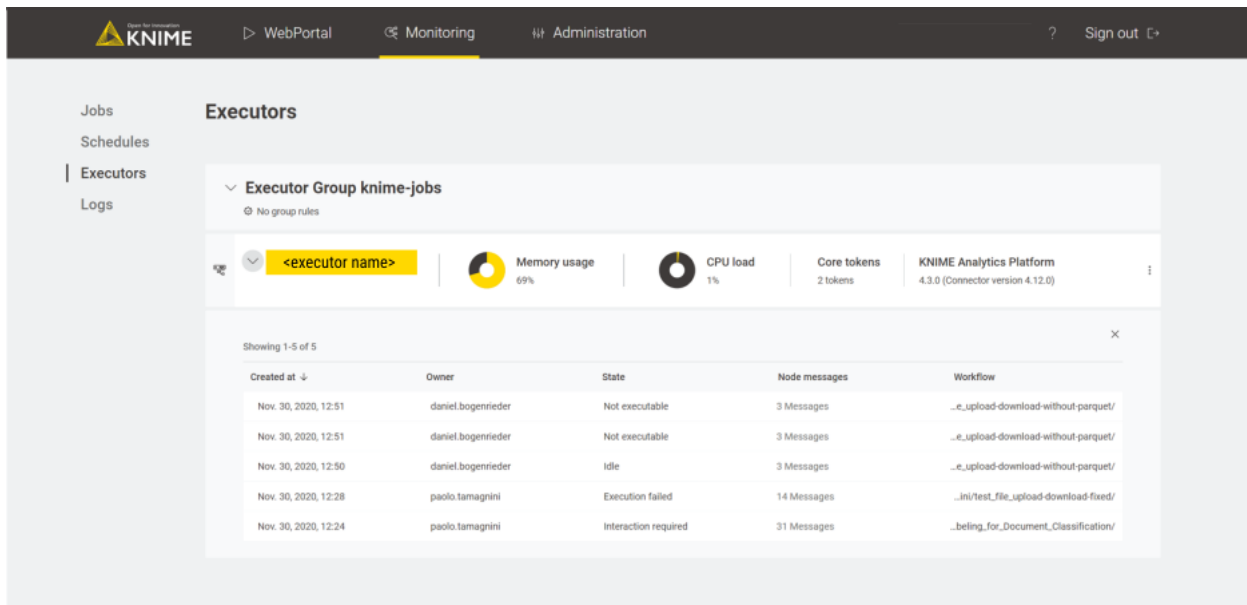 Open for Innovation
KNIME
WebPortal
Monitoring
Administration
?
Sign out
Jobs
Schedules
Executors
Logs
Executors
Executor Group knime-jobs
No group rules
<executor name>
Memory usage
69%
CPU load
1%
Core tokens
2 tokens
KNIME Analytics Platform
4.3.0 (Connector version 4.12.0)
Showing 1-5 of 5
Created at Owner State Node messages Workflow
Nov. 30, 2020, 12:51 daniel.bogenrieder Not executable 3 Messages ...e_upload-download-without-parquet/
Nov. 30, 2020, 12:51 daniel.bogenrieder Not executable 3 Messages ...e_upload-download-without-parquet/
Nov. 30, 2020, 12:50 daniel.bogenrieder Idle 3 Messages ...e_upload-download-without-parquet/
Nov. 30, 2020, 12:28 paolo.tamagnini Execution failed 14 Messages ...ini/test_file_upload-download-fixed/
Nov. 30, 2020, 12:24 paolo.tamagnini Interaction required 31 Messages ...beling_for_Document_Classification/